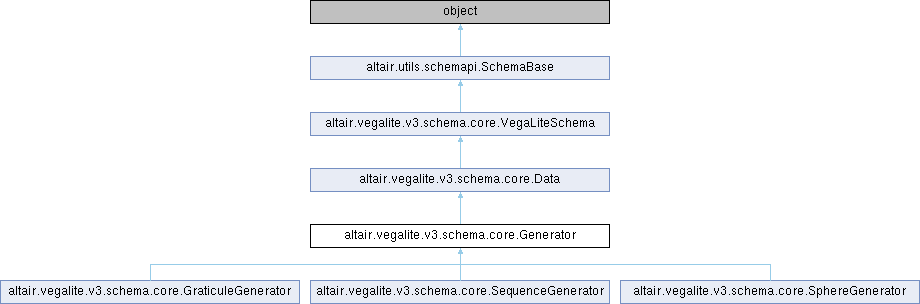 object
altair.utils.schemapi.SchemaBase
altair.vegalite.v3.schema.core.VegaLiteSchema
altair.vegalite.v3.schema.core.Data
altair.vegalite.v3.schema.core.Generator
altair.vegalite.v3.schema.core.GraticuleGenerator
altair.vegalite.v3.schema.core.SequenceGenerator
altair.vegalite.v3.schema.core.SphereGenerator